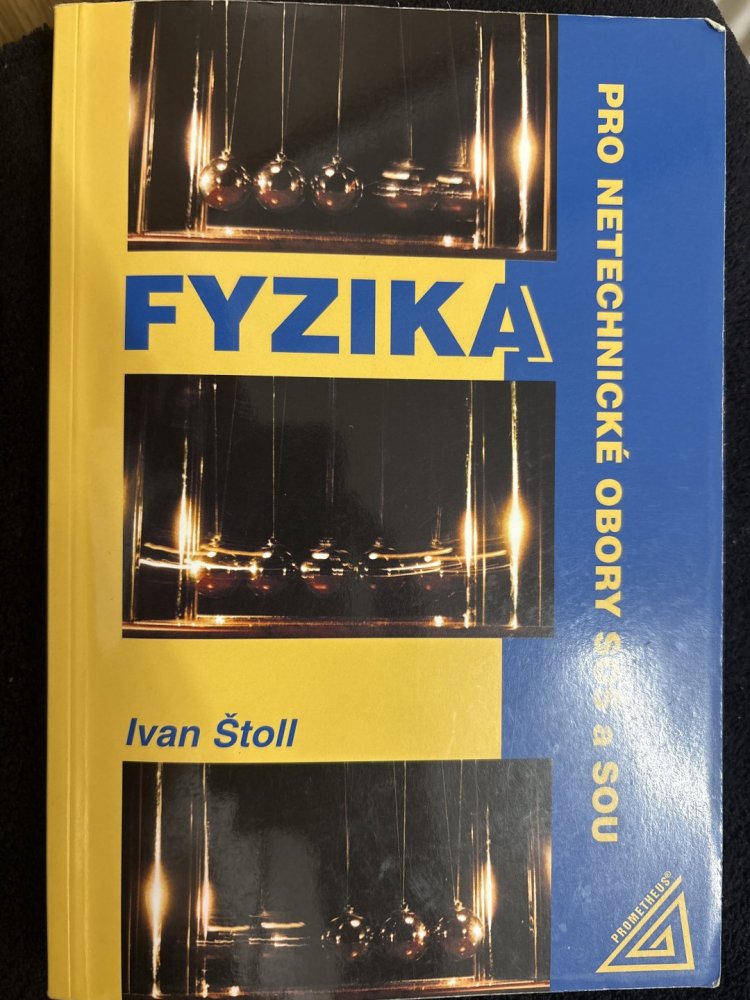 FYZIKA
PRO NETECHNICKÉ OBORY SOŠ a SOU
Ivan Štoll
PROMETHEUS®